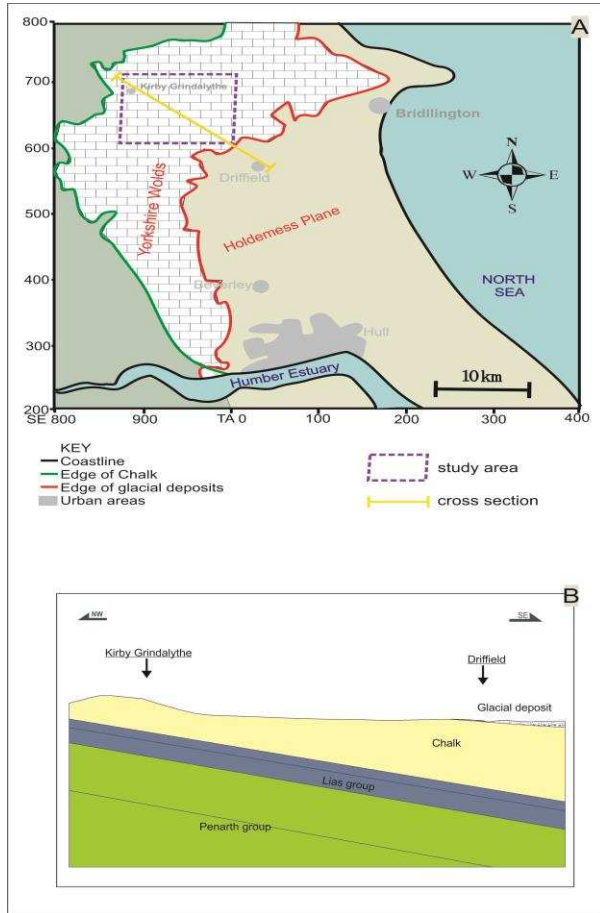 A
800
700
600
500
400
300
200
Kirby Grindalythe
Bridllington
N
W E
S
Driffield
Yorkshire Wolds
Holdemess Plane
NORTH
SEA
Beverley
Hull
Humber Estuary
10 km
SE 800 900 TA 0 100 200 300 400
KEY
Coastline
Edge of Chalk
Edge of glacial deposits
Urban areas
study area
cross section
B
NW
SE
Kirby Grindalythe
Driffield
Glacial deposit
Chalk
Lias group
Penarth group